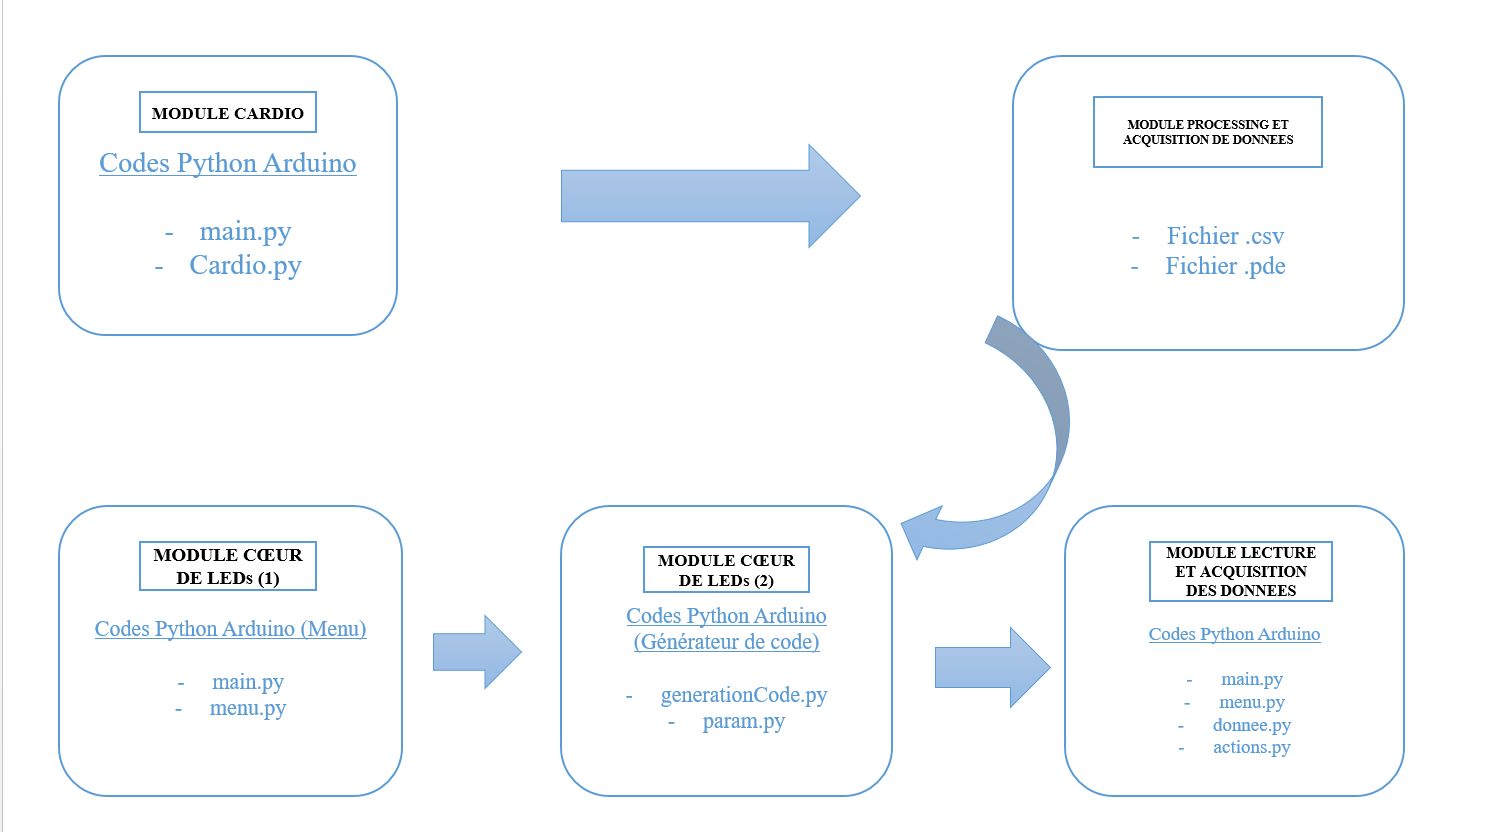 MODULE CARDIO
Codes Python Arduino
- main.py
- Cardio.py
MODULE PROCESSING ET
ACQUISITION DE DONNEES
- Fichier .csv
- Fichier .pde
MODULE CŒUR
DE LEDs (1)
Codes Python Arduino (Menu)
- main.py
- menu.py
MODULE CŒUR
DE LEDs (2)
Codes Python Arduino
(Générateur de code)
- generationCode.py
- param.py
MODULE LECTURE
ET ACQUISITION
DES DONNEES
Codes Python Arduino
- main.py
- menu.py
- donnee.py
- actions.py